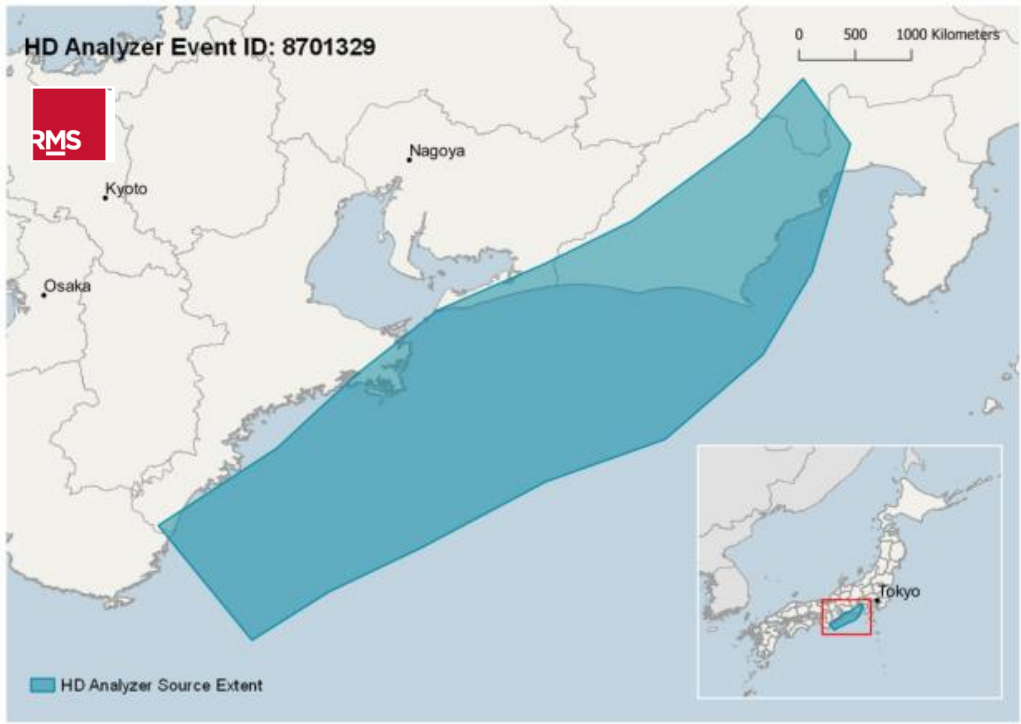 HD Analyzer Event ID: 8701329
0 500 1000 Kilometers
RMS
Nagoya
Kyoto
Osaka
Tokyo
HD Analyzer Source Extent